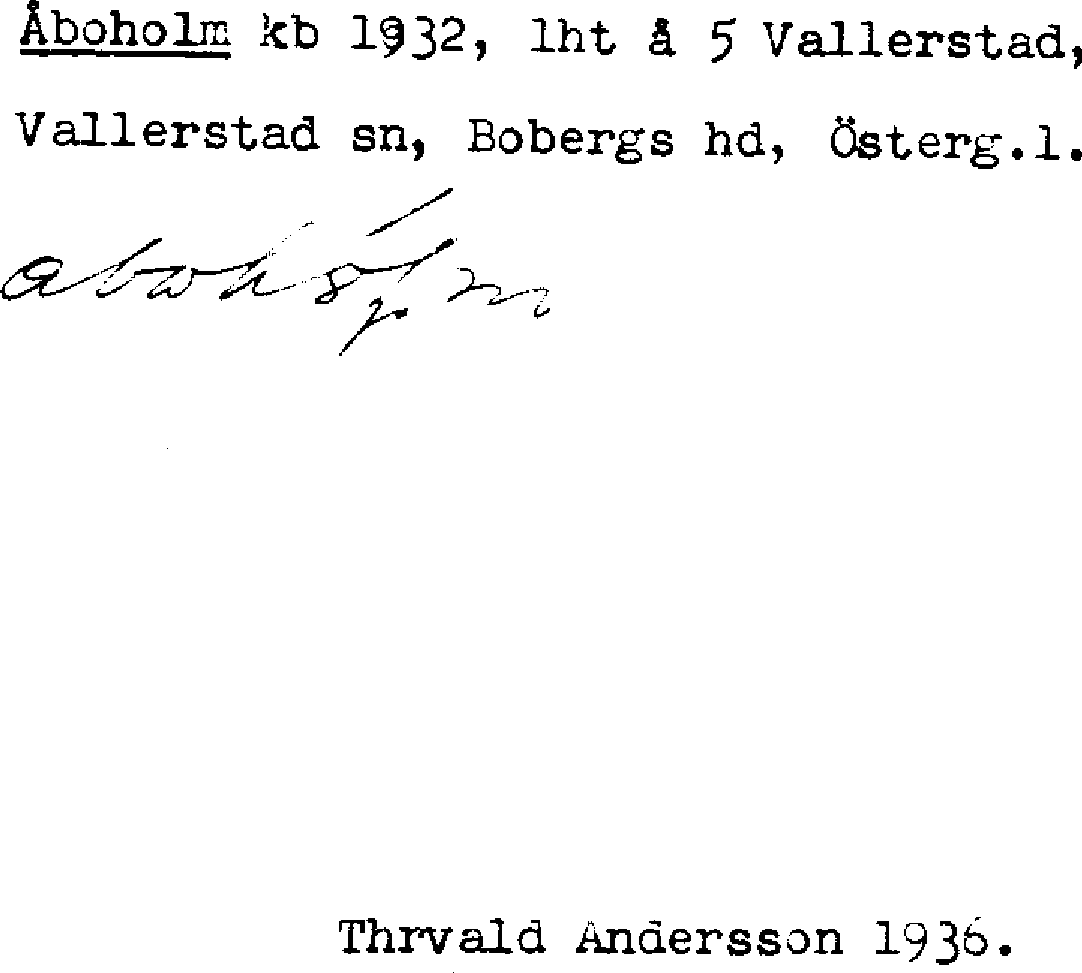 Åboholm kb 1932, lht å 5 Vallerstad,
Vallerstad sn, Bobergs hd, Österg.l.
Thrvald Andersson 1936.